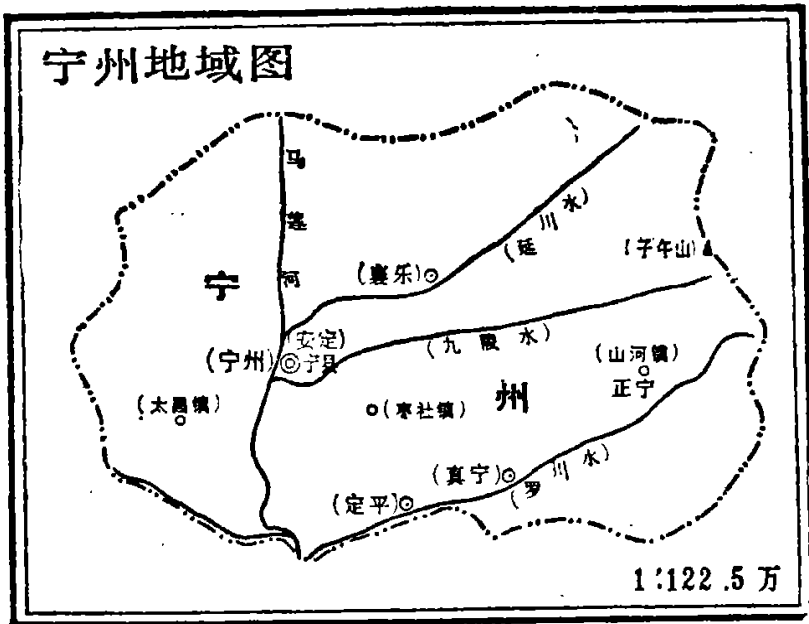 宁州地域图
马莲河
(延川水)
(子午山)
(襄乐)
宁
(安定)
(九陵水)
(宁州)
宁县
(山河镇)
正宁
州
(太昌镇)
(枣社镇)
(真宁)
(罗川水)
(定平)
1:122.5万